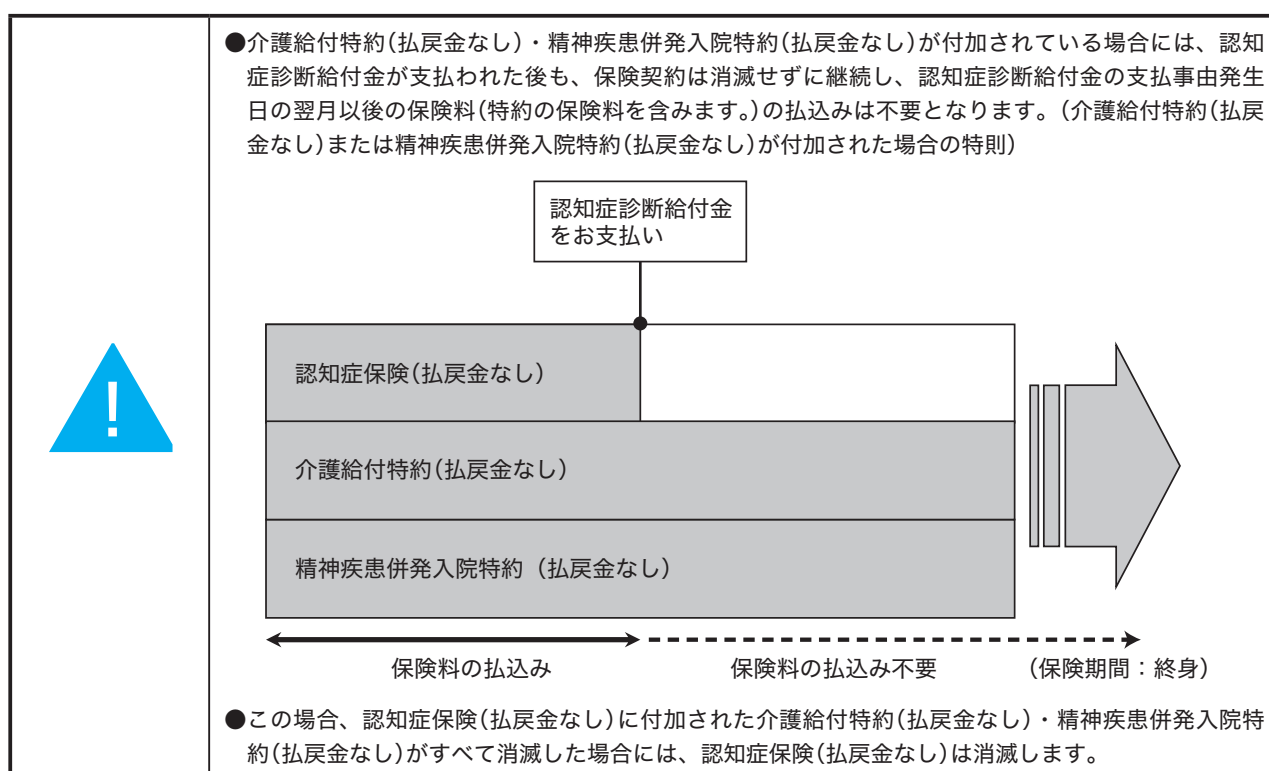 ●介護給付特約(払戻金なし)・精神疾患併発入院特約(払戻金なし)が付加されている場合には、認知
症診断給付金が支払われた後も、保険契約は消滅せずに継続し、認知症診断給付金の支払事由発生
日の翌月以後の保険料(特約の保険料を含みます。)の払込みは不要となります。(介護給付特約(払戻
金なし)または精神疾患併発入院特約(払戻金なし)が付加された場合の特則)
認知症診断給付金
をお支払い
!
認知症保険(払戻金なし)
介護給付特約(払戻金なし)
精神疾患併発入院特約(払戻金なし)
保険料の払込み 保険料の払込み不要 (保険期間:終身)
●この場合、認知症保険(払戻金なし)に付加された介護給付特約(払戻金なし)・精神疾患併発入院特
約(払戻金なし)がすべて消滅した場合には、認知症保険(払戻金なし)は消滅します。